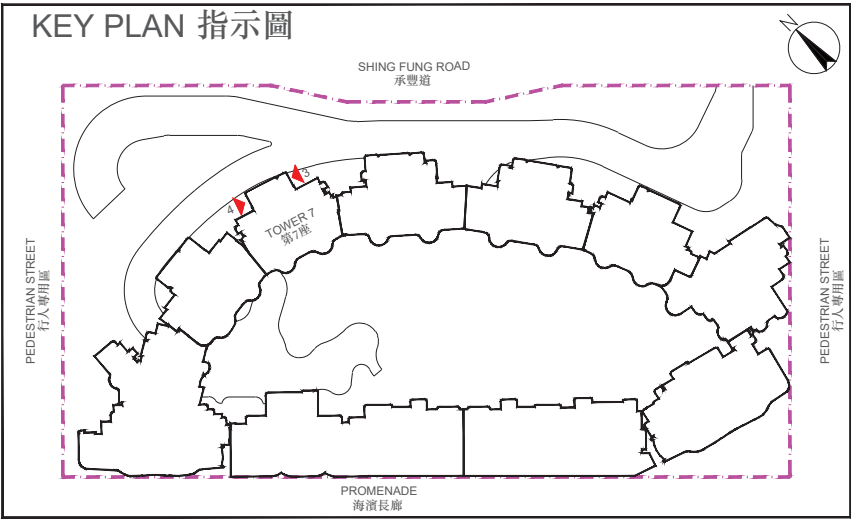 KEY PLAN 指示圖
N
SHING FUNG ROAD
承豐道
3
4
TOWER 7
第7座
PEDESTRIAN STREET
行人專用區
PEDESTRIAN STREET
行人專用區
PROMENADE
海濱長廊